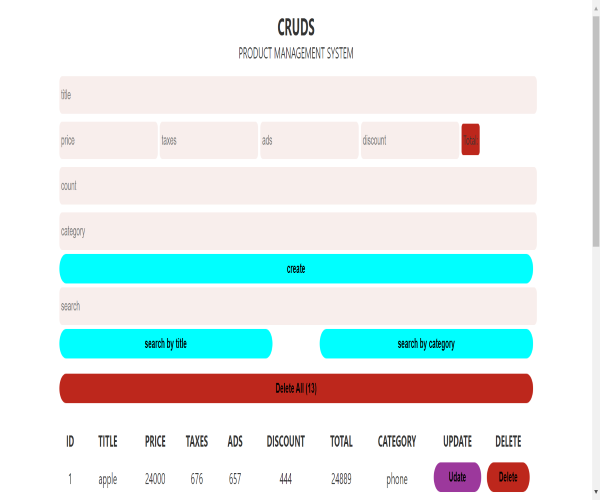 CRUDS
PRODUCT MANAGEMENT SYSTEM
title
price taxes ads discount Total:
count
category
create
search
search by title search by category
Delete All (13)
ID TITLE PRICE TAXES ADS DISCOUNT TOTAL CATEGORY UPDATE DELETE
1 apple 24000 676 657 444 24889 phone Udate Delete